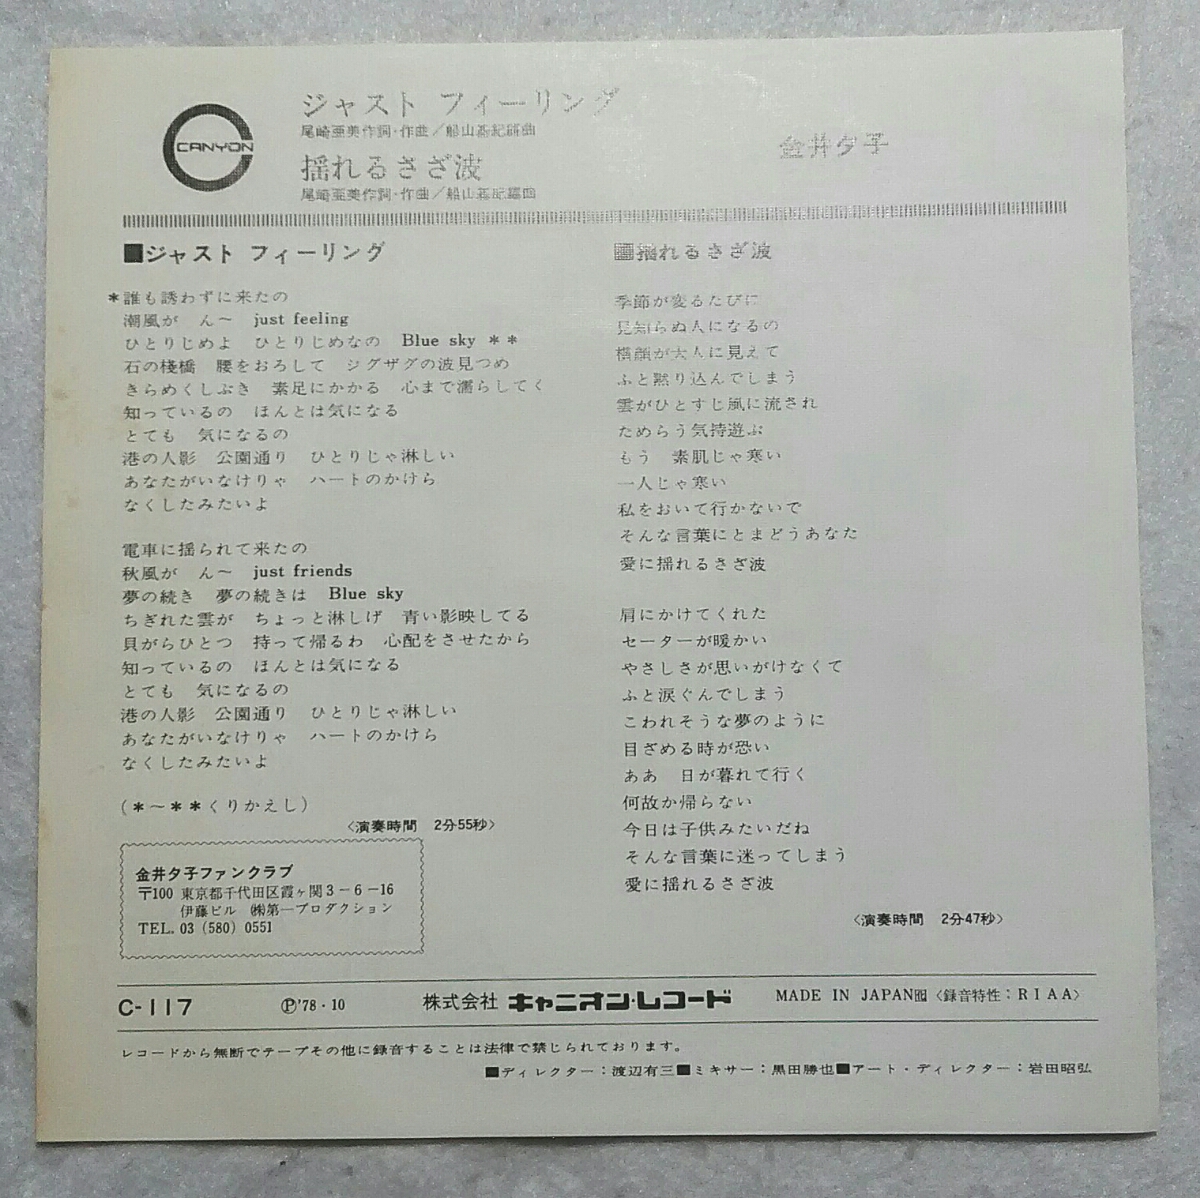 CANYON
ジャスト フィーリング
尾崎亜美作詞・作曲／船山基紀編曲
揺れるさざ波
尾崎亜美作詞・作曲／船山基紀編曲
金井夕子
■ジャスト フィーリング
＊誰も誘わずに来たの
潮風が ん〜 just feeling
ひとりじめよ ひとりじめなの Blue sky ＊＊
石の棧橋 腰をおろして ジグザグの波見つめ
きらめくしぶき 素足にかかる 心まで濡らしてく
知っているの ほんとは気になる
とても 気になるの
港の人影 公園通り ひとりじゃ淋しい
あなたがいなけりゃ ハートのかけら
なくしたみたいよ
電車に揺られて来たの
秋風が ん〜 just friends
夢の続き 夢の続きは Blue sky
ちぎれた雲が ちょっと淋しげ 青い影映してる
貝がらひとつ 持って帰るわ 心配をさせたから
知っているの ほんとは気になる
とても 気になるの
港の人影 公園通り ひとりじゃ淋しい
あなたがいなけりゃ ハートのかけら
なくしたみたいよ
(＊〜＊＊くりかえし)
〈演奏時間 2分55秒〉
金井夕子ファンクラブ
〒100 東京都千代田区霞ヶ関3－6－16
伊藤ビル ㈱第一プロダクション
TEL. 03 (580) 0551
■揺れるさざ波
季節が変るたびに
見知らぬ人になるの
横顔が大人に見えて
ふと黙り込んでしまう
雲がひとすじ風に流され
ためらう気持遊ぶ
もう 素肌じゃ寒い
一人じゃ寒い
私をおいて行かないで
そんな言葉にとまどうあなた
愛に揺れるさざ波
肩にかけてくれた
セーターが暖かい
やさしさが思いがけなくて
ふと涙ぐんでしまう
こわれそうな夢のように
目ざめる時が恐い
ああ 日が暮れて行く
何故か帰らない
今日は子供みたいだね
そんな言葉に迷ってしまう
愛に揺れるさざ波
〈演奏時間 2分47秒〉
C-117 Ⓟ'78・10 株式会社 キャニオン・レコード MADE IN JAPAN 〈録音特性：RIAA〉
レコードから無断でテープその他に録音することは法律で禁じられております。
■ディレクター：渡辺有三■ミキサー：黒田勝也■アート・ディレクター：岩田昭弘